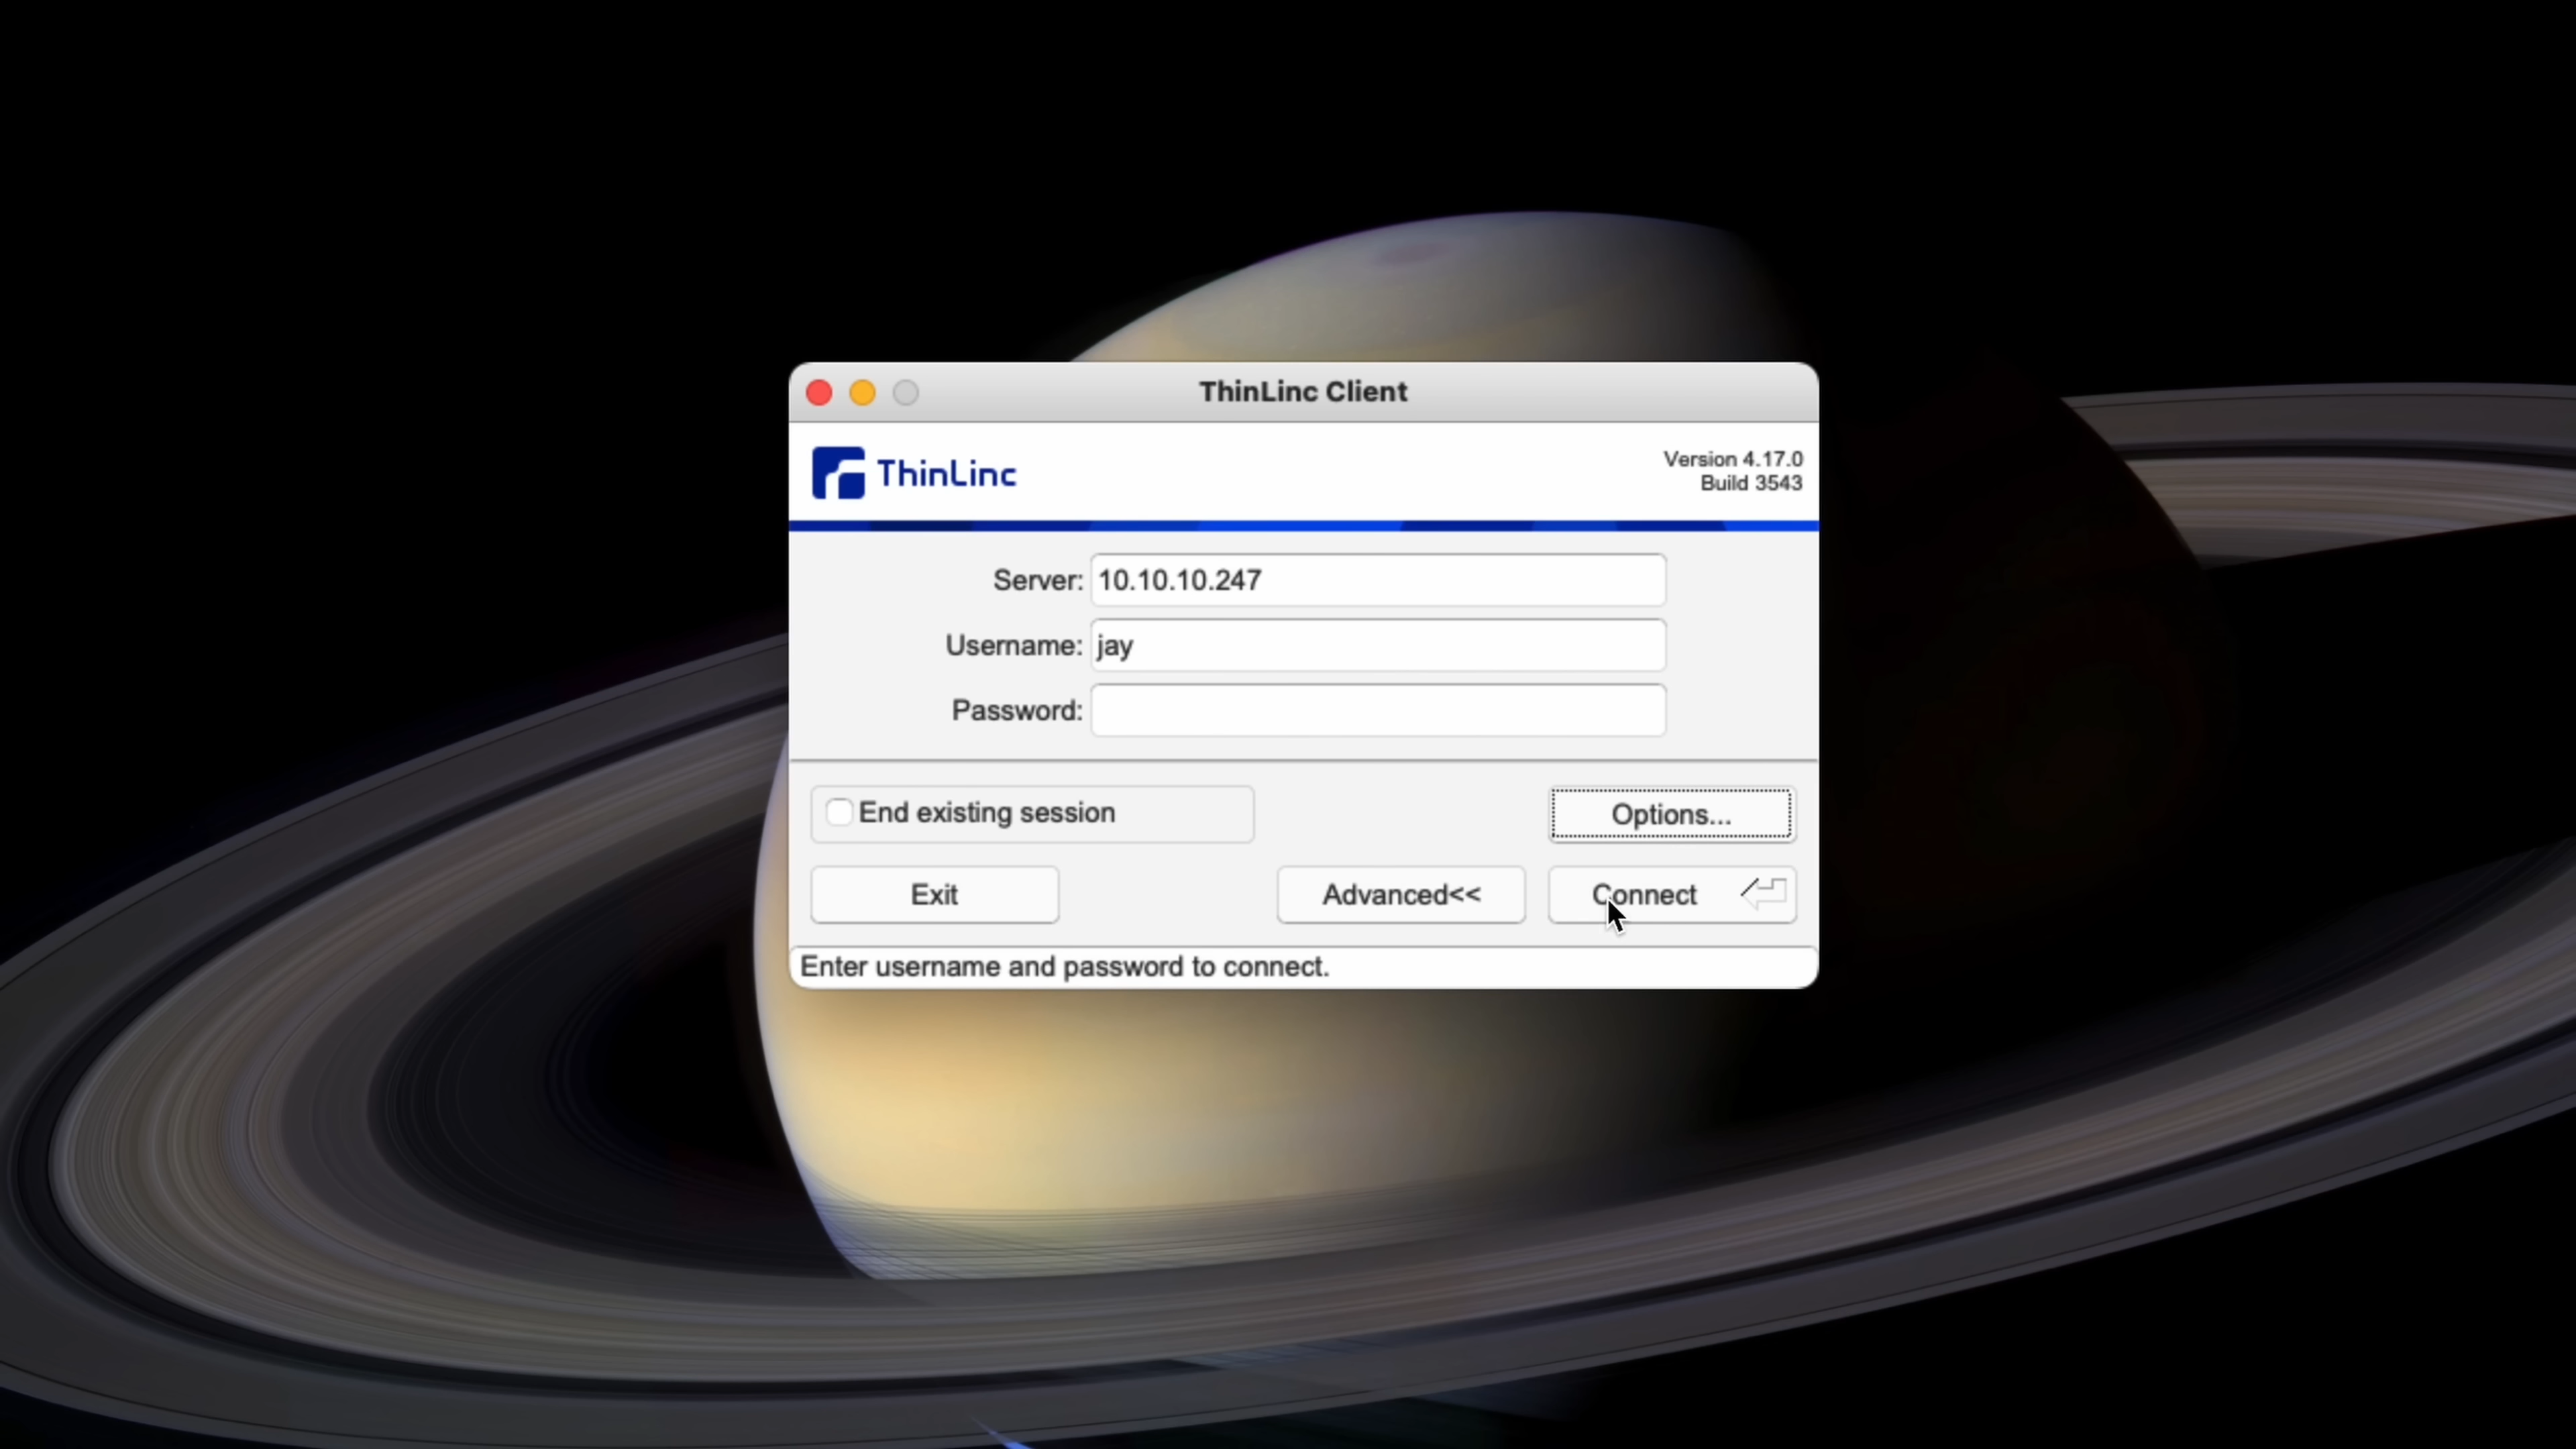 ThinLinc Client
ThinLinc
Version 4.17.0
Build 3543
Server: 10.10.10.247
Username: jay
Password:
End existing session
Options...
Exit
Advanced<<
Connect
Enter username and password to connect.